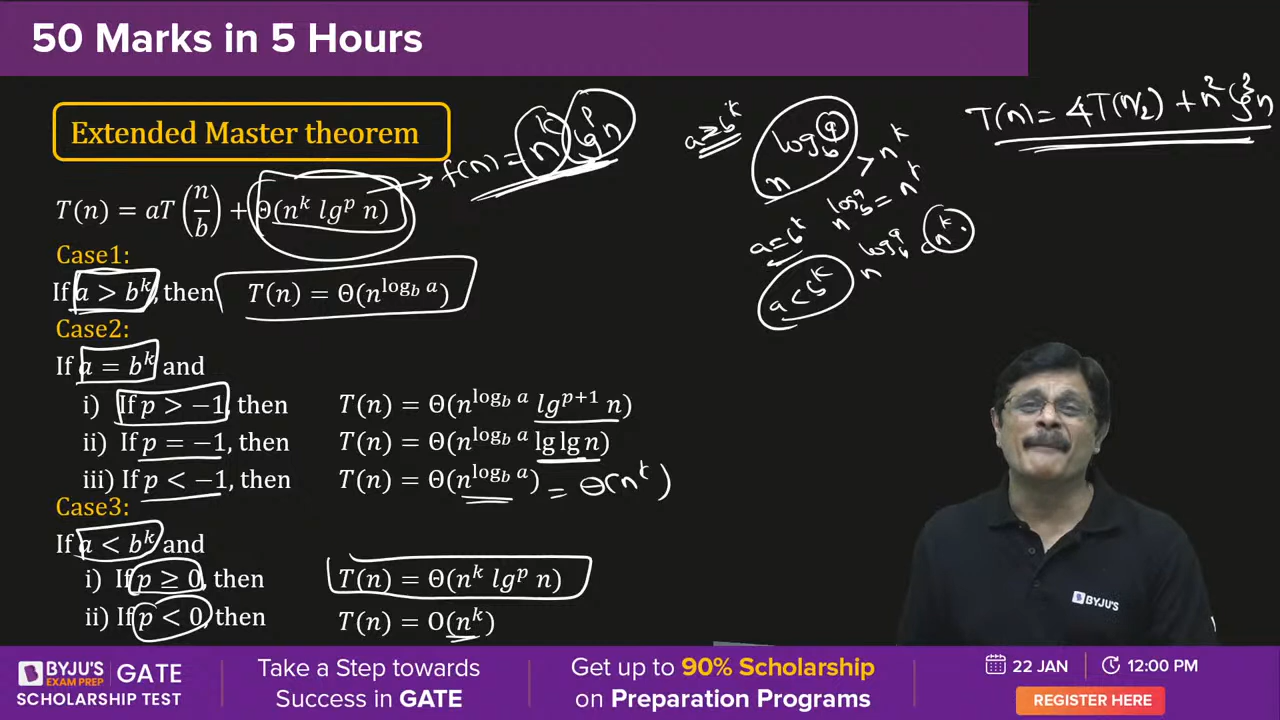 50 Marks in 5 Hours
Extended Master theorem
T(n) = aT(n/b) + Θ(n^k lg^p n)
→ f(n) = n^k lg^p n
Case1:
If a > b^k, then T(n) = Θ(n^{log_b a})
Case2:
If a = b^k and
i) If p > −1, then T(n) = Θ(n^{log_b a} lg^{p+1} n)
ii) If p = −1, then T(n) = Θ(n^{log_b a} lg lg n)
iii) If p < −1, then T(n) = Θ(n^{log_b a}) = Θ(n^k)
Case3:
If a < b^k and
i) If p ≥ 0, then T(n) = Θ(n^k lg^p n)
ii) If p < 0, then T(n) = O(n^k)
n^{log_b a} > n^k
a = b^k n^{log_b a} = n^k
a < b^k n^{log_b a} < n^k.
T(n) = 4T(n/2) + n^2 lg^3 n
BYJU'S
BYJU'S
EXAM PREP
GATE
SCHOLARSHIP TEST
Take a Step towards
Success in GATE
Get up to 90% Scholarship
on Preparation Programs
22 JAN
12:00 PM
REGISTER HERE